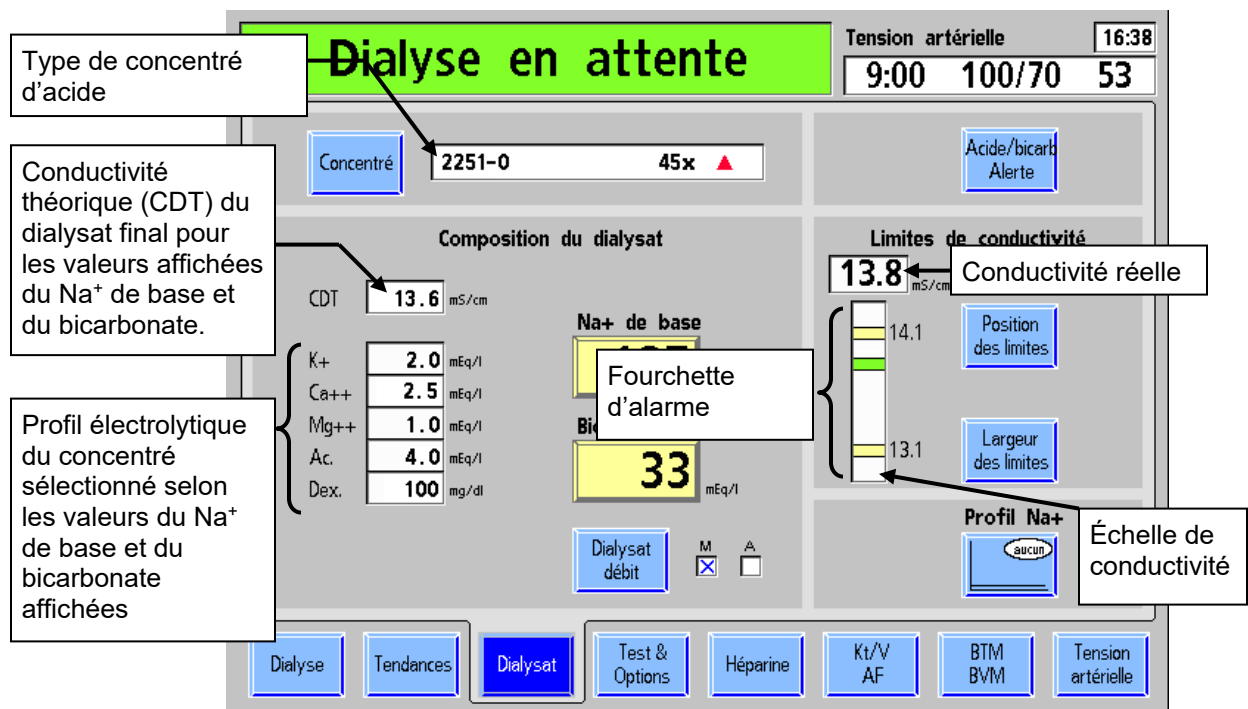 Type de concentré
d'acide
Conductivité
théorique (CDT) du
dialysat final pour
les valeurs affichées
du Na⁺ de base et
du bicarbonate.
Profil électrolytique
du concentré
sélectionné selon
les valeurs du Na⁺
de base et du
bicarbonate
affichées
Dialyse en attente
Tension artérielle
16:38
9:00 100/70 53
Concentré
2251-0 45x
Acide/bicarb
Alerte
Composition du dialysat
CDT 13.6 mS/cm
K+ 2.0 mEq/l
Ca++ 2.5 mEq/l
Mg++ 1.0 mEq/l
Ac. 4.0 mEq/l
Dex. 100 mg/dl
Na+ de base
33 mEq/l
Dialysat
débit
M A
Fourchette
d'alarme
Limites de conductivité
13.8 mS/cm
Conductivité réelle
14.1
13.1
Position
des limites
Largeur
des limites
Profil Na+
aucun
Échelle de
conductivité
Dialyse
Tendances
Dialysat
Test &
Options
Héparine
Kt/V
AF
BTM
BVM
Tension
artérielle